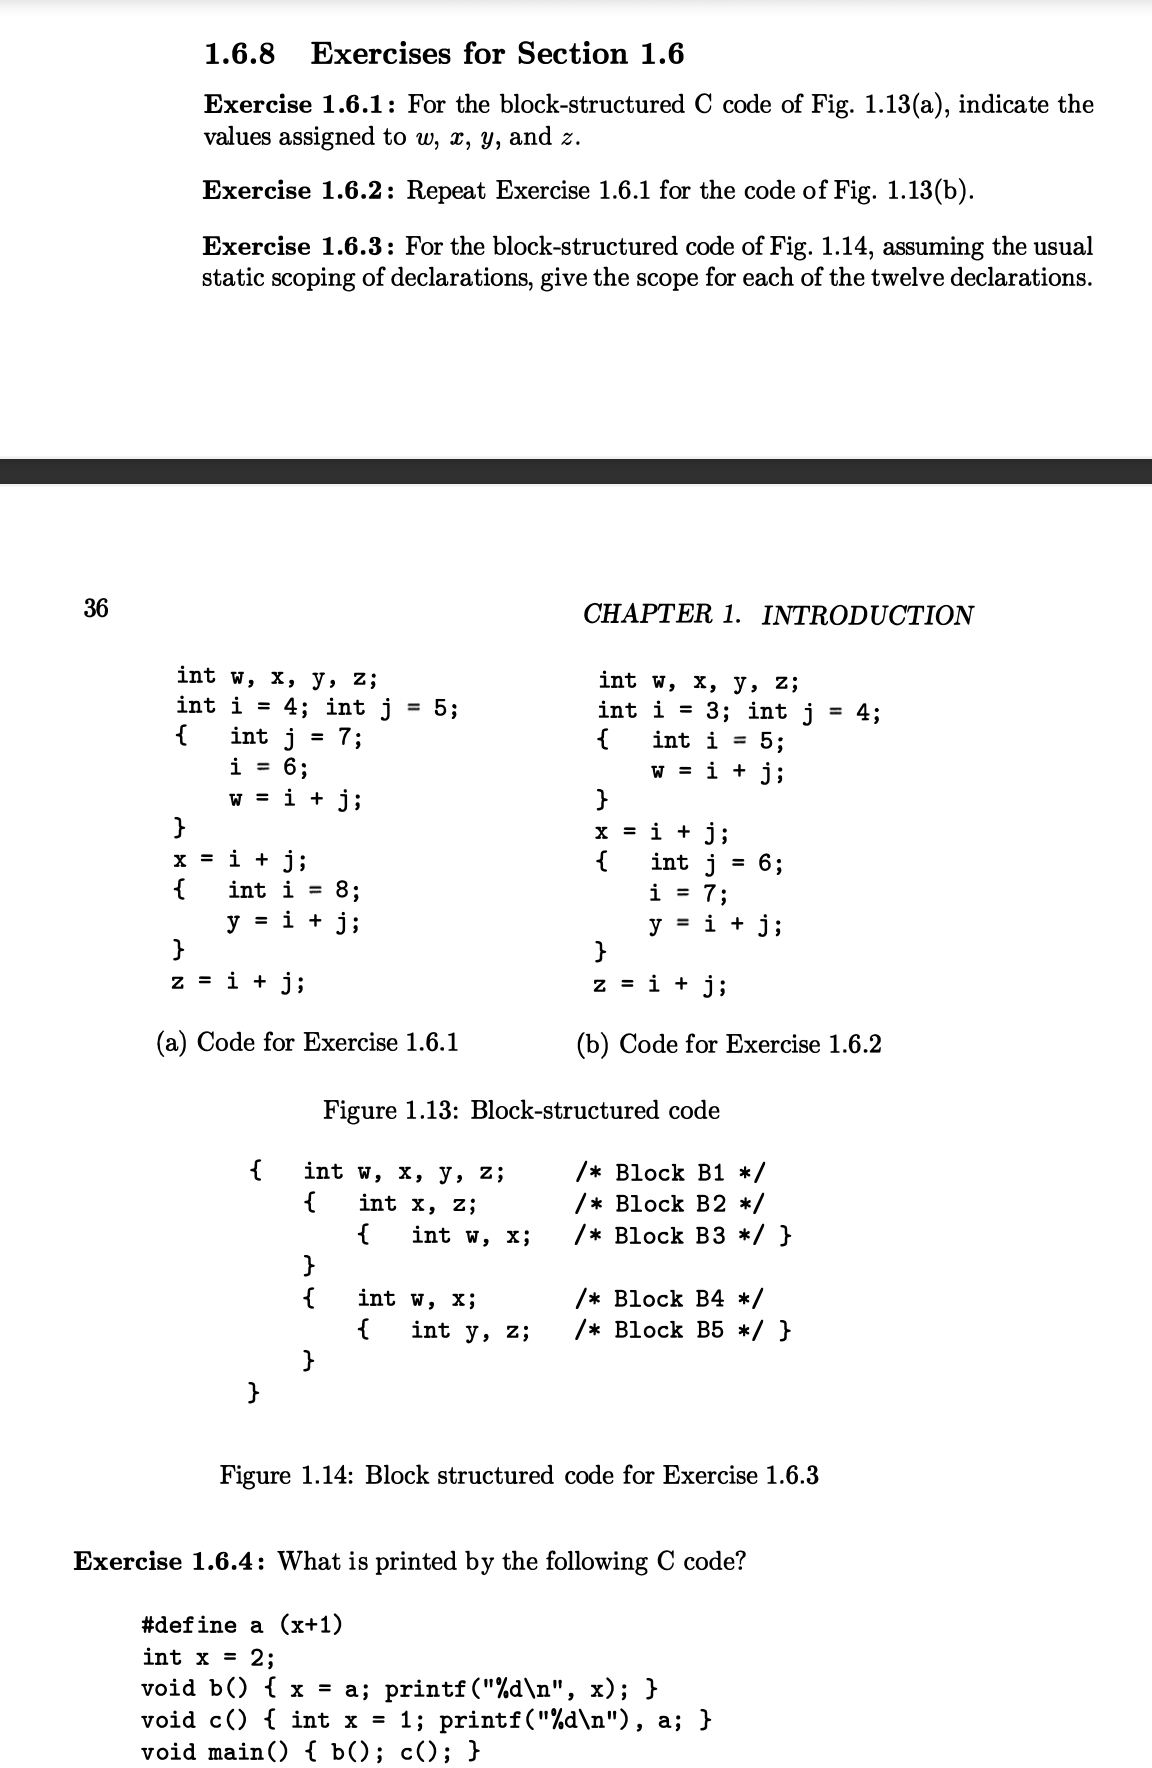 1.6.8 Exercises for Section 1.6
Exercise 1.6.1: For the block-structured C code of Fig. 1.13(a), indicate the
values assigned to w, x, y, and z.
Exercise 1.6.2: Repeat Exercise 1.6.1 for the code of Fig. 1.13(b).
Exercise 1.6.3: For the block-structured code of Fig. 1.14, assuming the usual
static scoping of declarations, give the scope for each of the twelve declarations.
36
CHAPTER 1. INTRODUCTION
int w, x, y, z;
int i = 4; int j = 5;
{ int j = 7;
i = 6;
w = i + j;
}
x = i + j;
{ int i = 8;
y = i + j;
}
z = i + j;
(a) Code for Exercise 1.6.1
int w, x, y, z;
int i = 3; int j = 4;
{ int i = 5;
w = i + j;
}
x = i + j;
{ int j = 6;
i = 7;
y = i + j;
}
z = i + j;
(b) Code for Exercise 1.6.2
Figure 1.13: Block-structured code
{ int w, x, y, z; /* Block B1 */
{ int x, z; /* Block B2 */
{ int w, x; /* Block B3 */ }
}
{ int w, x; /* Block B4 */
{ int y, z; /* Block B5 */ }
}
}
Figure 1.14: Block structured code for Exercise 1.6.3
Exercise 1.6.4: What is printed by the following C code?
#define a (x+1)
int x = 2;
void b() { x = a; printf("%d\n", x); }
void c() { int x = 1; printf("%d\n"), a; }
void main() { b(); c(); }